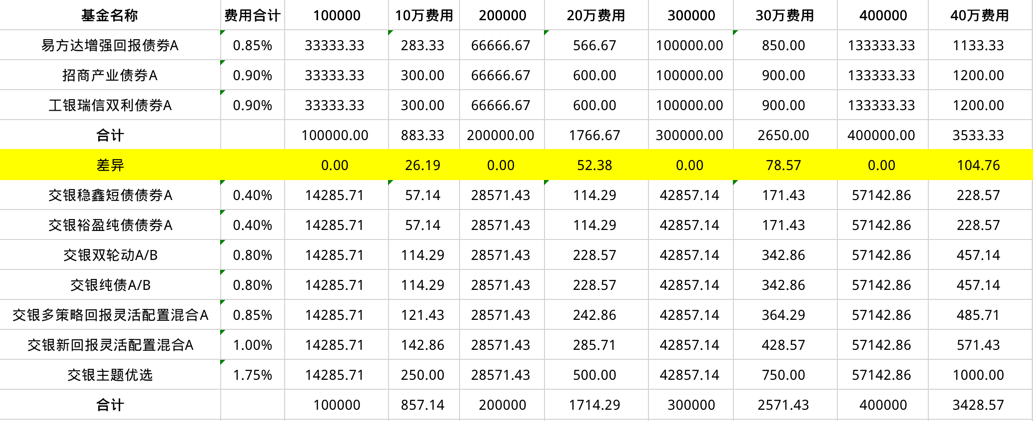 基金名称 费用合计 100000 10万费用 200000 20万费用 300000 30万费用 400000 40万费用
易方达增强回报债券A 0.85% 33333.33 283.33 66666.67 566.67 100000.00 850.00 133333.33 1133.33
招商产业债券A 0.90% 33333.33 300.00 66666.67 600.00 100000.00 900.00 133333.33 1200.00
工银瑞信双利债券A 0.90% 33333.33 300.00 66666.67 600.00 100000.00 900.00 133333.33 1200.00
合计 100000.00 883.33 200000.00 1766.67 300000.00 2650.00 400000.00 3533.33
差异 0.00 26.19 0.00 52.38 0.00 78.57 0.00 104.76
交银稳鑫短债债券A 0.40% 14285.71 57.14 28571.43 114.29 42857.14 171.43 57142.86 228.57
交银裕盈纯债债券A 0.40% 14285.71 57.14 28571.43 114.29 42857.14 171.43 57142.86 228.57
交银双轮动A/B 0.80% 14285.71 114.29 28571.43 228.57 42857.14 342.86 57142.86 457.14
交银纯债A/B 0.80% 14285.71 114.29 28571.43 228.57 42857.14 342.86 57142.86 457.14
交银多策略回报灵活配置混合A 0.85% 14285.71 121.43 28571.43 242.86 42857.14 364.29 57142.86 485.71
交银新回报灵活配置混合A 1.00% 14285.71 142.86 28571.43 285.71 42857.14 428.57 57142.86 571.43
交银主题优选 1.75% 14285.71 250.00 28571.43 500.00 42857.14 750.00 57142.86 1000.00
合计 100000 857.14 200000 1714.29 300000 2571.43 400000 3428.57